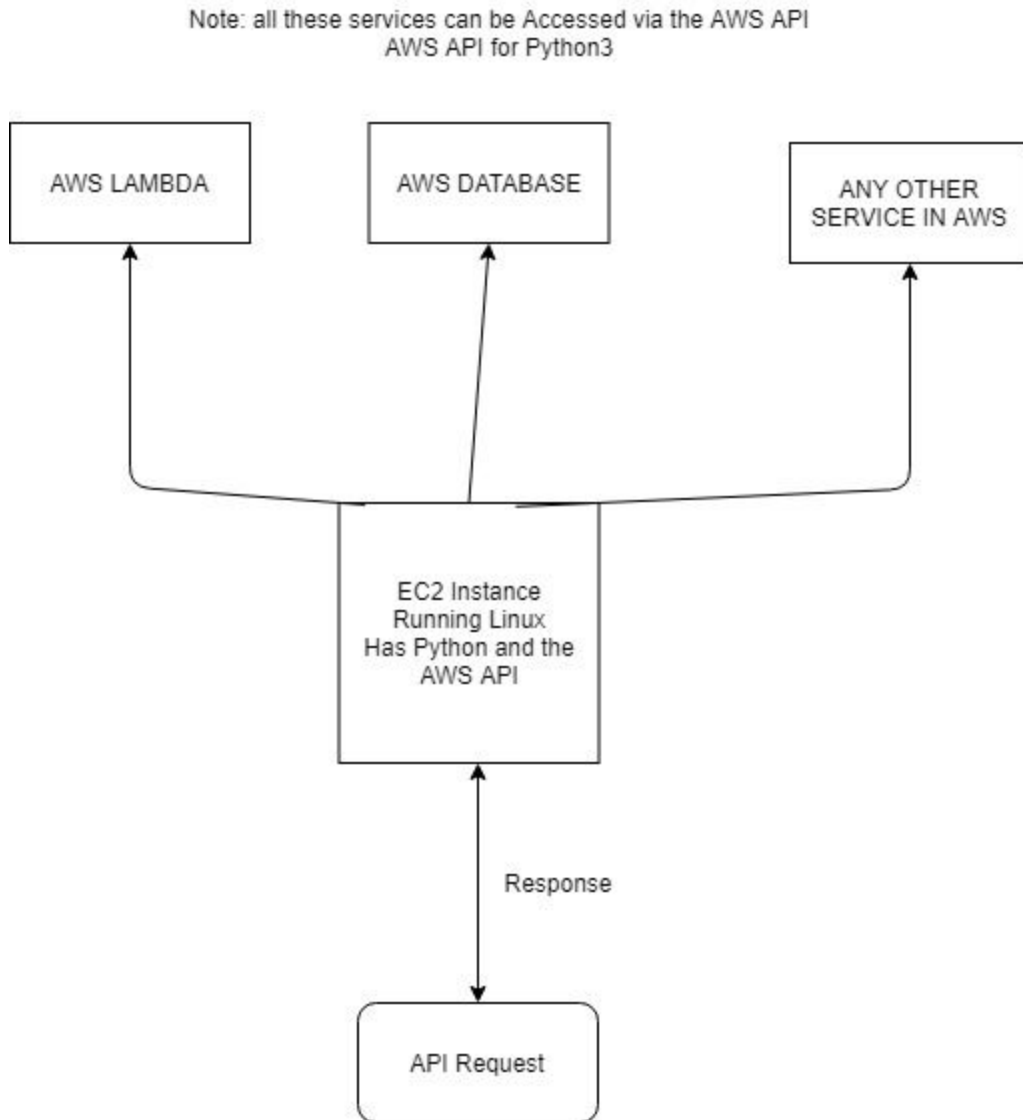 Note: all these services can be Accessed via the AWS API
AWS API for Python3
AWS LAMBDA
AWS DATABASE
ANY OTHER
SERVICE IN AWS
EC2 Instance
Running Linux
Has Python and the
AWS API
Response
API Request